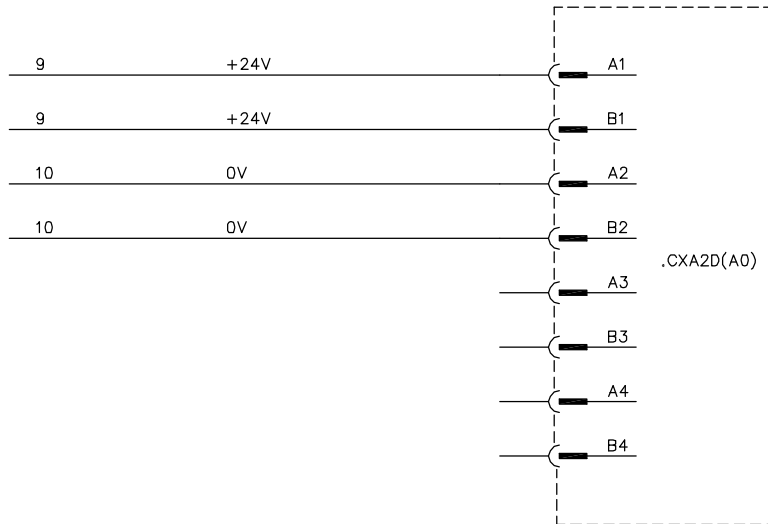 9 +24V A1
9 +24V B1
10 0V A2
10 0V B2
.CXA2D(A0)
A3
B3
A4
B4